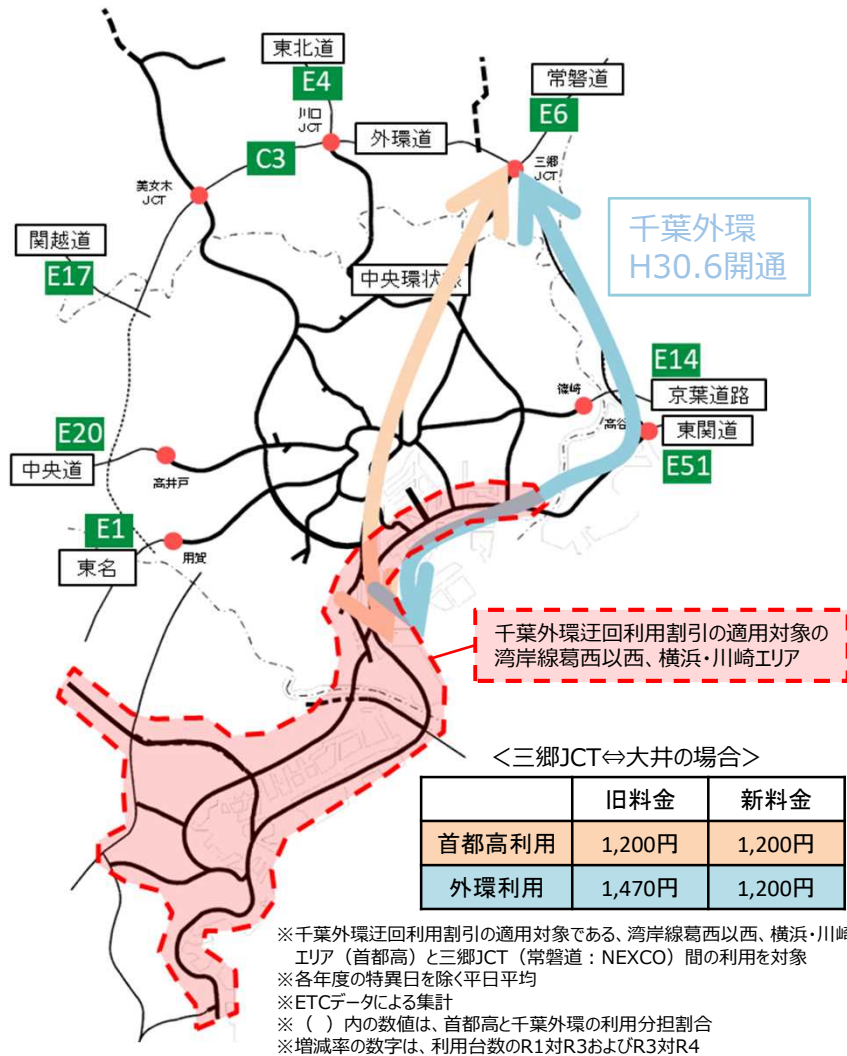 東北道
E4
常磐道
E6
川口
JCT
外環道
三郷
JCT
C3
美女木
JCT
千葉外環
H30.6開通
関越道
E17
中央環状線
E14
篠崎
京葉道路
高谷
東関道
E51
E20
中央道
高井戸
E1
東名
用賀
千葉外環迂回利用割引の適用対象の
湾岸線葛西以西、横浜・川崎エリア
<三郷JCT⇔大井の場合>
旧料金 新料金
首都高利用 1,200円 1,200円
外環利用 1,470円 1,200円
※千葉外環迂回利用割引の適用対象である、湾岸線葛西以西、横浜・川崎
エリア（首都高）と三郷JCT（常磐道：NEXCO）間の利用を対象
※各年度の特異日を除く平日平均
※ETCデータによる集計
※（ ）内の数値は、首都高と千葉外環の利用分担割合
※増減率の数字は、利用台数のR1対R3およびR3対R4